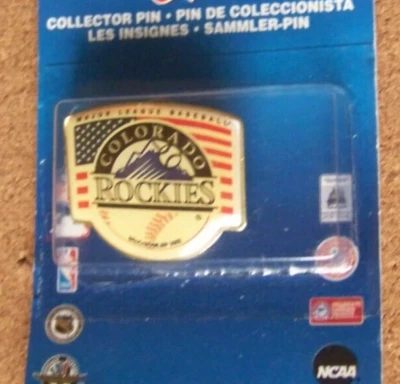 COLLECTOR PIN • PIN DE COLECCIONISTA
LES INSIGNES • SAMMLER-PIN
MAJOR LEAGUE BASEBALL
COLORADO
ROCKIES
NCAA